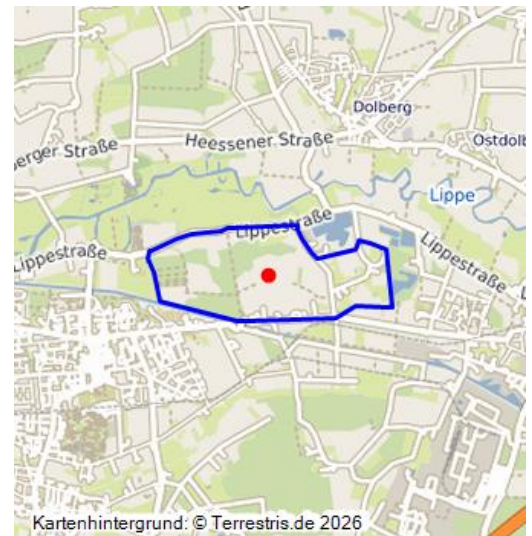 Dolberg
Heessener Straße
erger Straße
Ostdolb
Lippe
Lippestraße
Lippestraße
Lippestraße
L
Kartenhintergrund: © Terrestris.de 2026